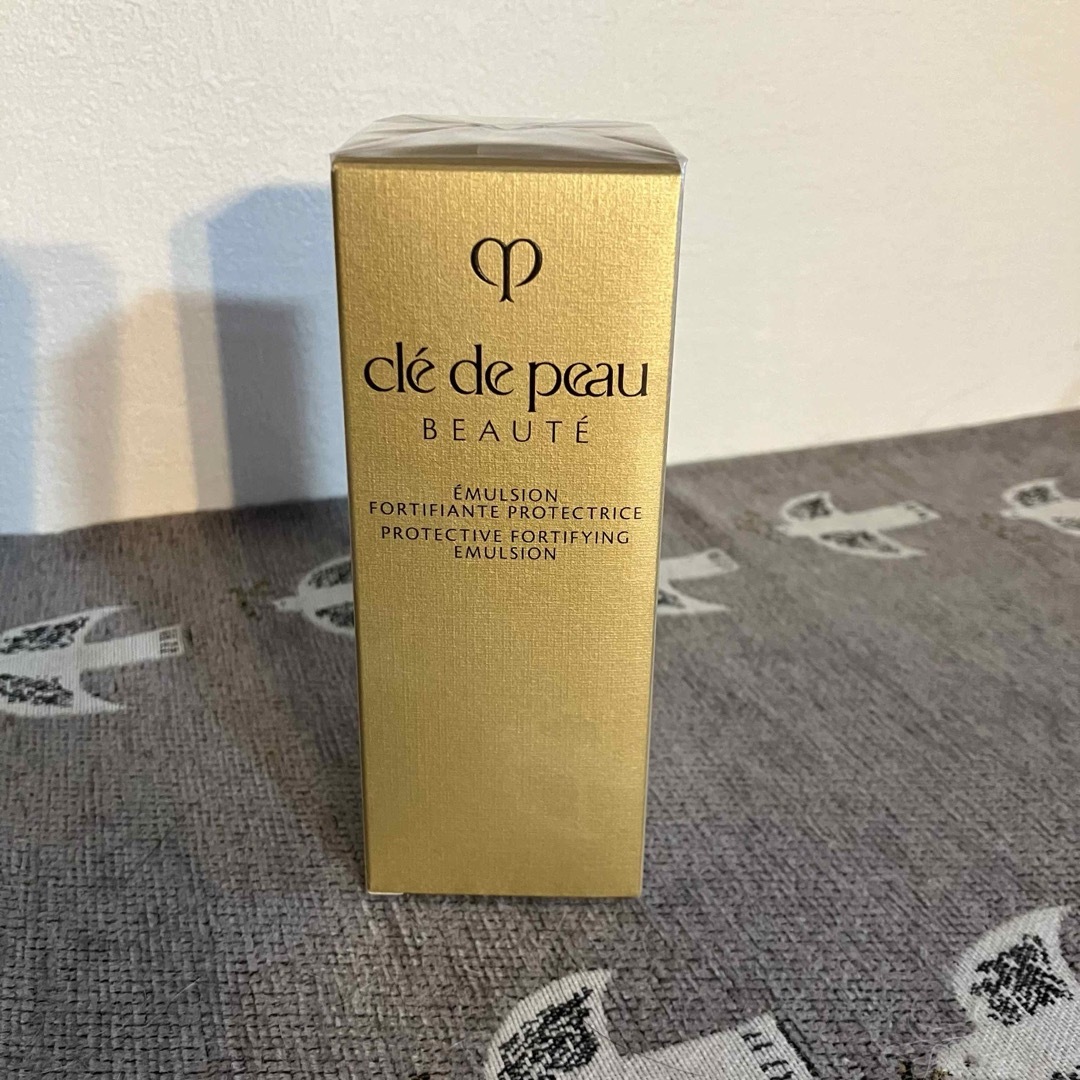 clé de peau
BEAUTÉ
ÉMULSION
FORTIFIANTE PROTECTRICE
PROTECTIVE FORTIFYING
EMULSION